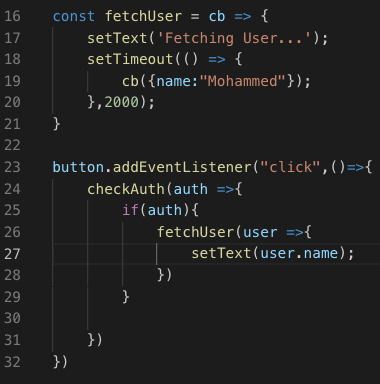 16 const fetchUser = cb => {
17     setText('Fetching User...');
18     setTimeout(() => {
19         cb({name:"Mohammed"});
20     },2000);
21 }
22
23 button.addEventListener("click",()=>{
24     checkAuth(auth =>{
25         if(auth){
26             fetchUser(user =>{
27                 setText(user.name);
28             })
29         }
30
31     })
32 })